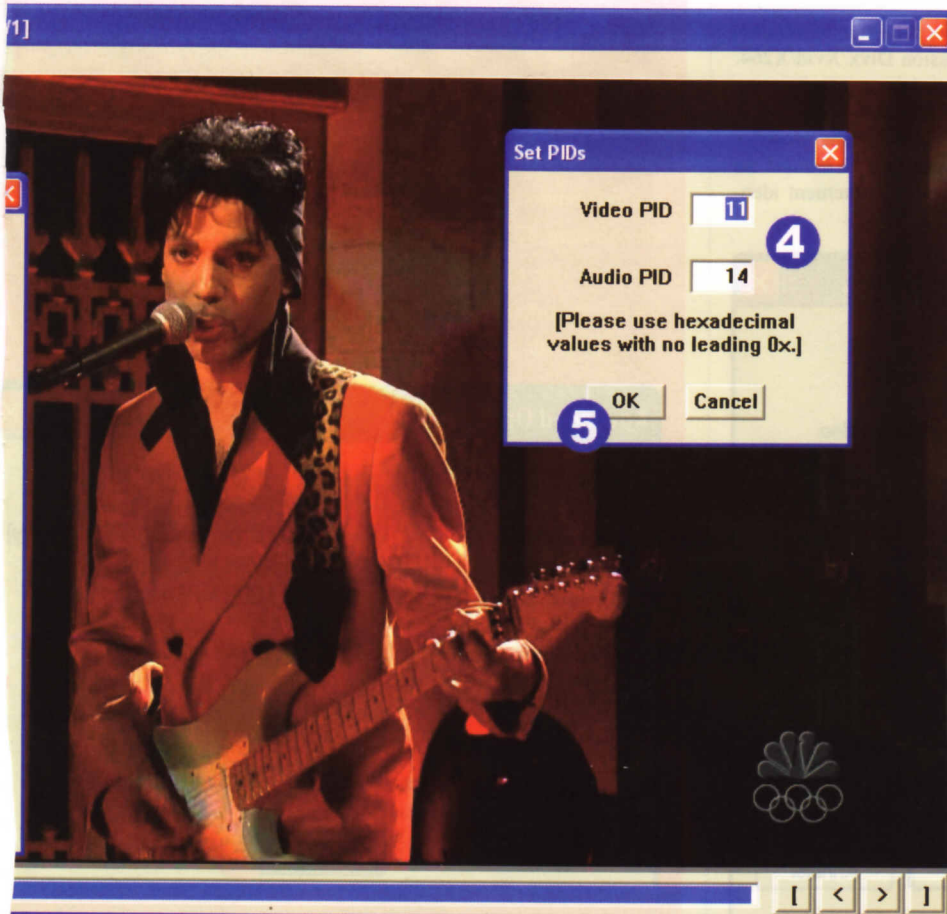 /1]
Set PIDs
Video PID 11
4
Audio PID 14
[Please use hexadecimal
values with no leading 0x.]
OK Cancel
5
[ < > ]